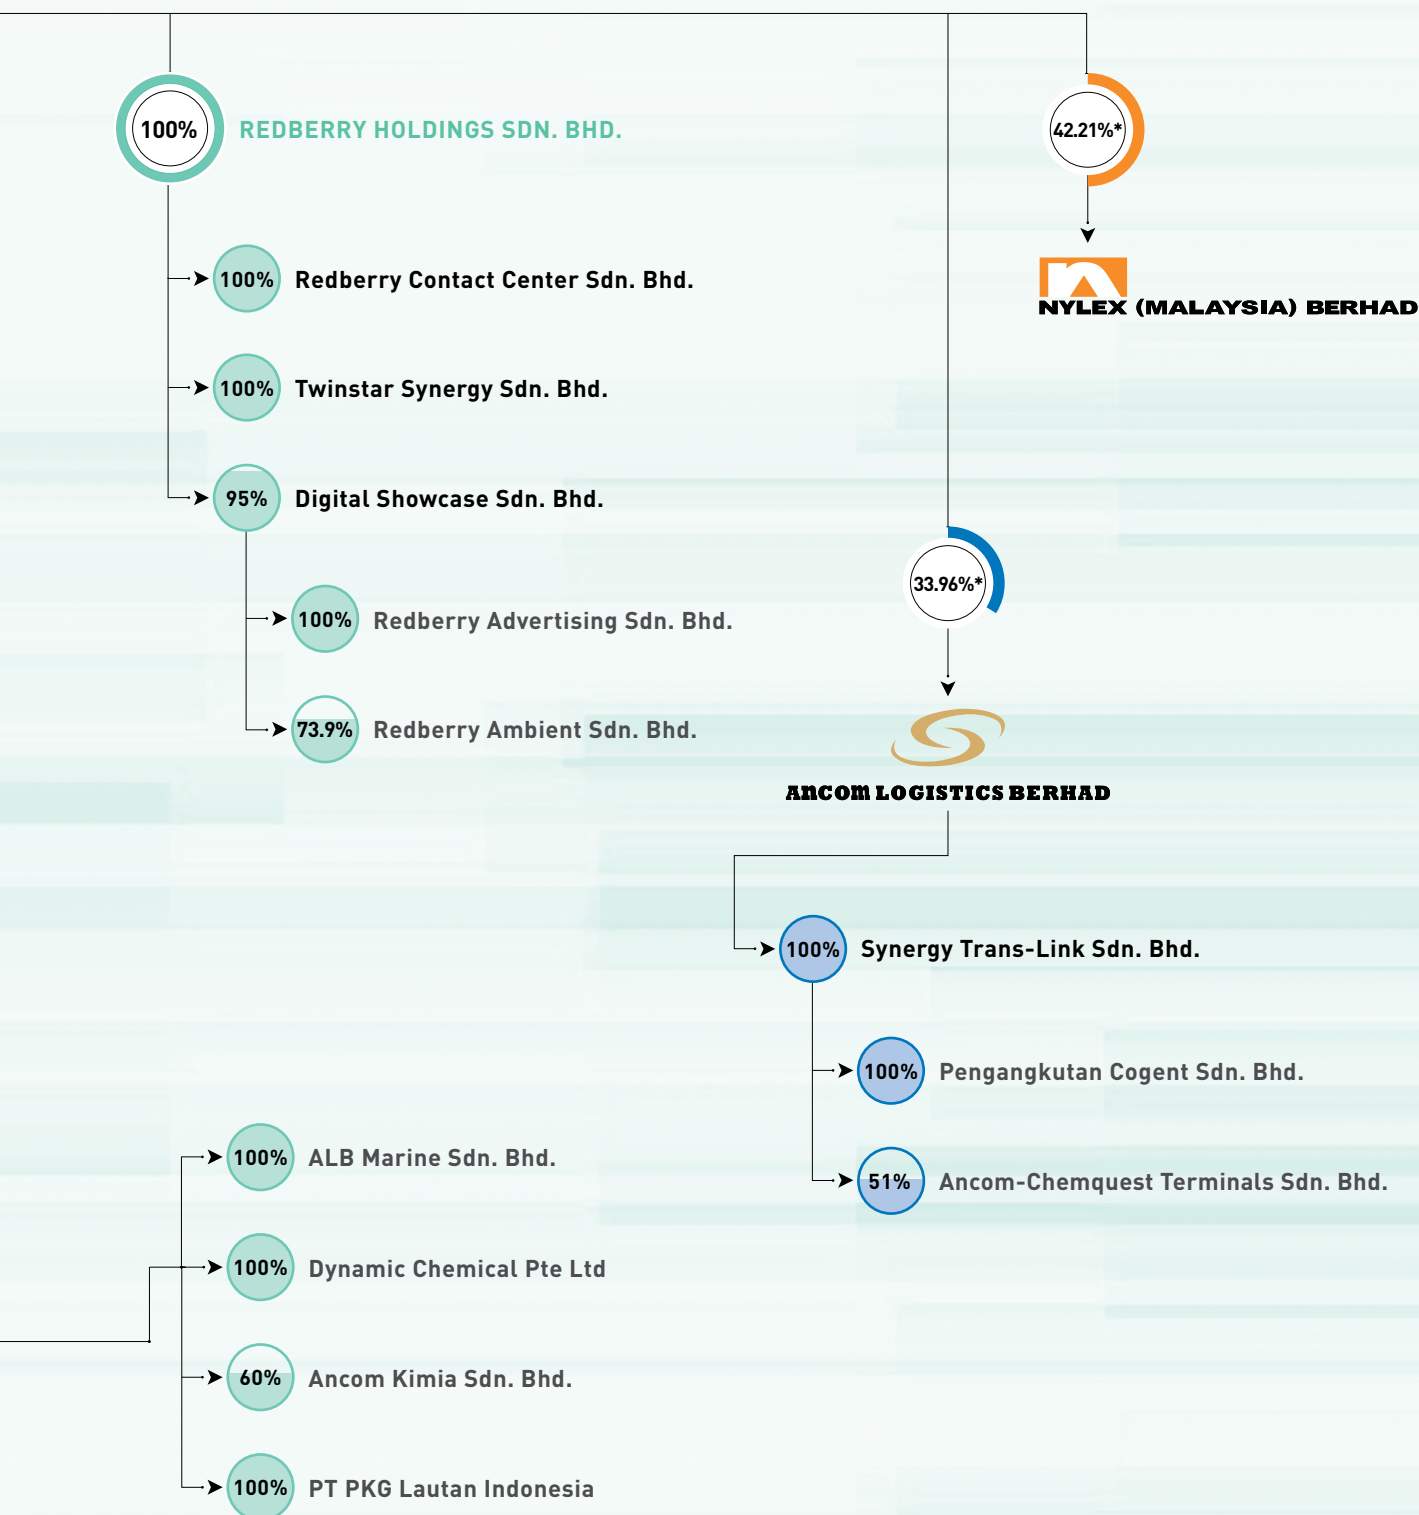 100%
REDBERRY HOLDINGS SDN. BHD.
100%
Redberry Contact Center Sdn. Bhd.
100%
Twinstar Synergy Sdn. Bhd.
95%
Digital Showcase Sdn. Bhd.
100%
Redberry Advertising Sdn. Bhd.
73.9%
Redberry Ambient Sdn. Bhd.
42.21%*
NYLEX (MALAYSIA) BERHAD
33.96%*
ANCOM LOGISTICS BERHAD
100%
Synergy Trans-Link Sdn. Bhd.
100%
Pengangkutan Cogent Sdn. Bhd.
51%
Ancom-Chemquest Terminals Sdn. Bhd.
100%
ALB Marine Sdn. Bhd.
100%
Dynamic Chemical Pte Ltd
60%
Ancom Kimia Sdn. Bhd.
100%
PT PKG Lautan Indonesia